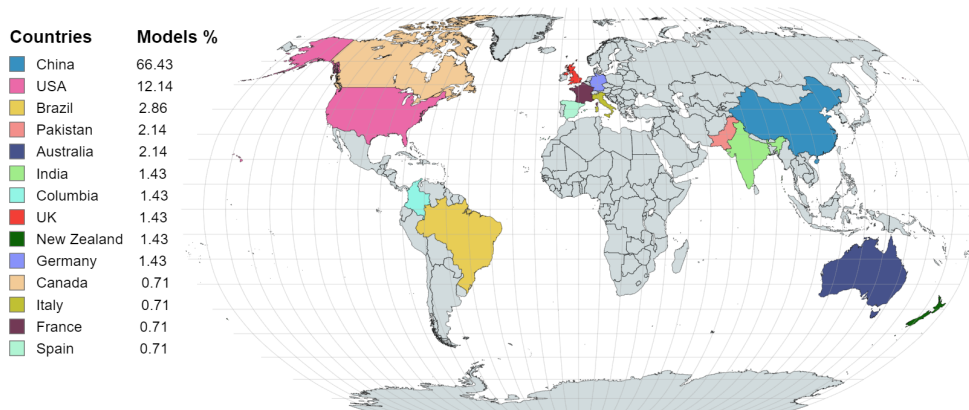 Countries Models %
China 66.43
USA 12.14
Brazil 2.86
Pakistan 2.14
Australia 2.14
India 1.43
Columbia 1.43
UK 1.43
New Zealand 1.43
Germany 1.43
Canada 0.71
Italy 0.71
France 0.71
Spain 0.71